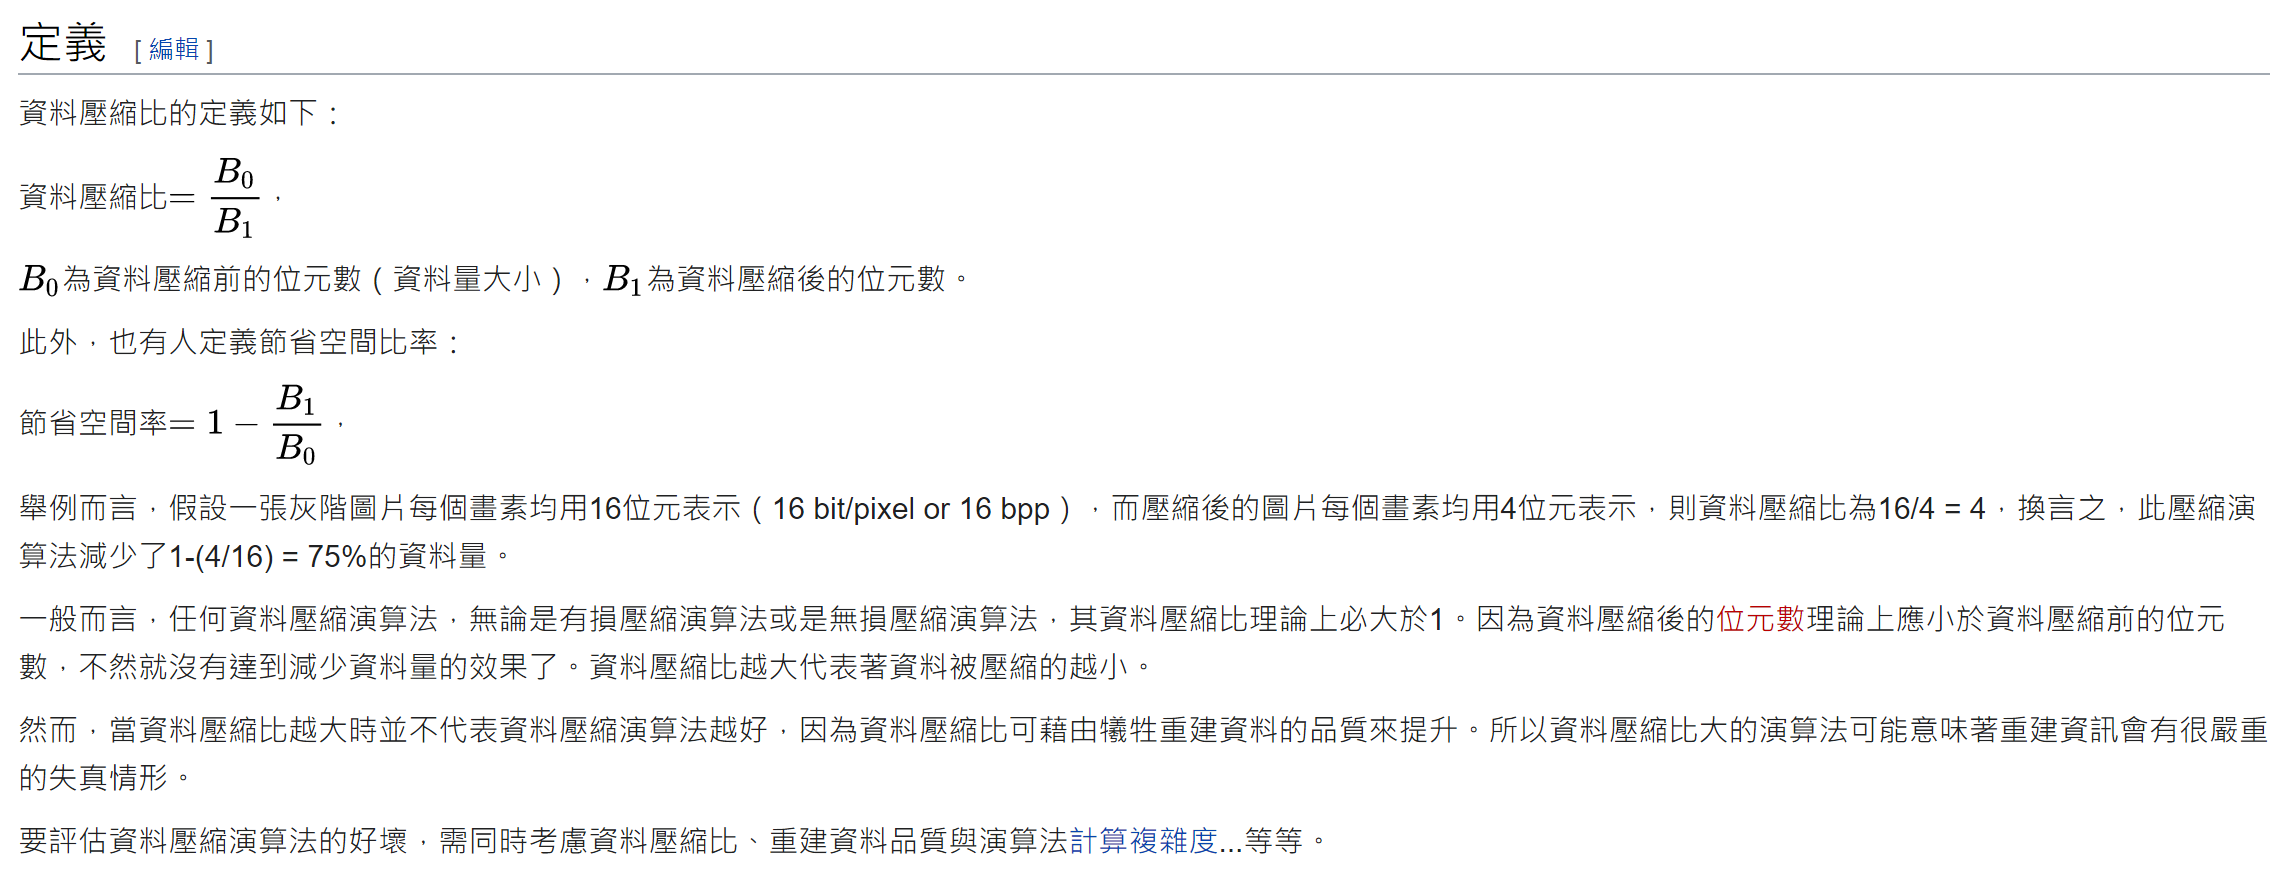 定義 [編輯]
資料壓縮比的定義如下：
資料壓縮比= B0/B1，
B0為資料壓縮前的位元數（資料量大小），B1為資料壓縮後的位元數。
此外，也有人定義節省空間比率：
節省空間率= 1 − B1/B0，
舉例而言，假設一張灰階圖片每個畫素均用16位元表示（16 bit/pixel or 16 bpp），而壓縮後的圖片每個畫素均用4位元表示，則資料壓縮比為16/4 = 4，換言之，此壓縮演
算法減少了1-(4/16) = 75%的資料量。
一般而言，任何資料壓縮演算法，無論是有損壓縮演算法或是無損壓縮演算法，其資料壓縮比理論上必大於1。因為資料壓縮後的位元數理論上應小於資料壓縮前的位元
數，不然就沒有達到減少資料量的效果了。資料壓縮比越大代表著資料被壓縮的越小。
然而，當資料壓縮比越大時並不代表資料壓縮演算法越好，因為資料壓縮比可藉由犧牲重建資料的品質來提升。所以資料壓縮比大的演算法可能意味著重建資訊會有很嚴重
的失真情形。
要評估資料壓縮演算法的好壞，需同時考慮資料壓縮比、重建資料品質與演算法計算複雜度...等等。